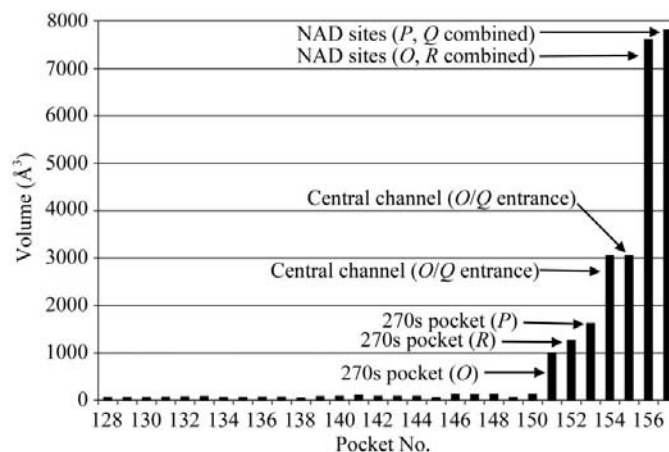 8000
7000
6000
5000
4000
3000
2000
1000
0
Volume (Å³)
NAD sites (P, Q combined)
NAD sites (O, R combined)
Central channel (O/Q entrance)
Central channel (O/Q entrance)
270s pocket (P)
270s pocket (R)
270s pocket (O)
128 130 132 134 136 138 140 142 144 146 148 150 152 154 156
Pocket No.